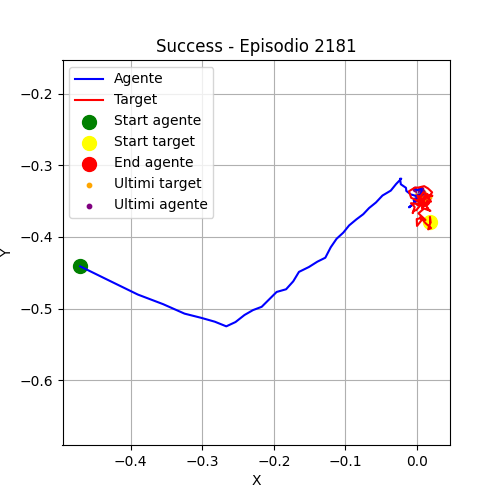 Success - Episodio 2181
Agente
Target
Start agente
Start target
End agente
Ultimi target
Ultimi agente
−0.2
−0.3
−0.4
−0.5
−0.6
Y
−0.4
−0.3
−0.2
−0.1
0.0
X